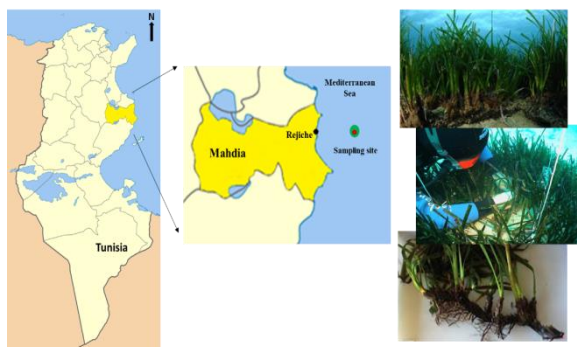 N
Tunisia
Mediterranean
Sea
Rejiche
Mahdia
Sampling site